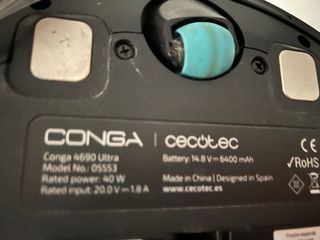 CONGA | cecotec
Conga 4690 Ultra
Model No.: 05553
Rated power: 40 W
Rated input: 20.0 V⎓1.8 A
Battery: 14.8 V⎓6400 mAh
Made in China | Designed in Spain
www.cecotec.es
CE
✓RoHS